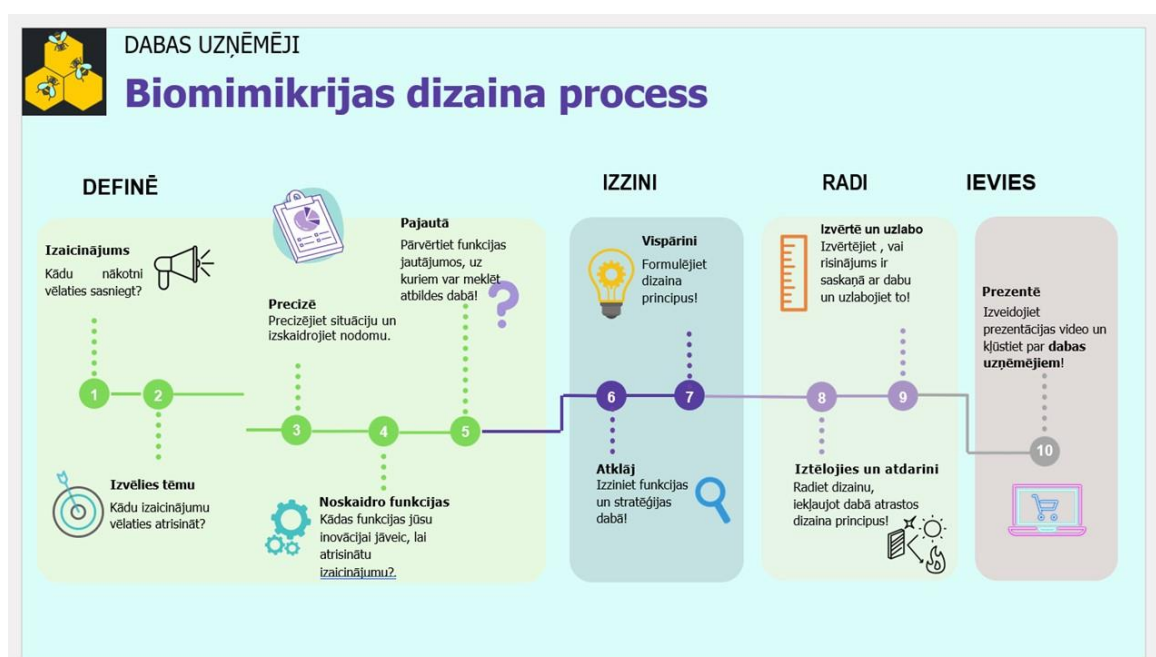 DABAS UZŅĒMĒJI
Biomimikrijas dizaina process
DEFINĒ
IZZINI
RADI
IEVIES
Izaicinājums
Kādu nākotni
vēlaties sasniegt?
1
2
Izvēlies tēmu
Kādu izaicinājumu
vēlaties atrisināt?
Precizē
Precizējiet situāciju un
izskaidrojiet nodomu.
3
4
Noskaidro funkcijas
Kādas funkcijas jūsu
inovācijai jāveic, lai
atrisinātu
izaicinājumu?.
Pajautā
Pārvērtiet funkcijas
jautājumos, uz
kuriem var meklēt
atbildes dabā!
?
5
6
Atklāj
Izziniet funkcijas
un stratēģijas
dabā!
Vispārini
Formulējiet
dizaina
principus!
7
8
Iztēlojies un atdarini
Radiet dizainu,
iekļaujot dabā atrastos
dizaina principus!
Izvērtē un uzlabo
Izvērtējiet , vai
risinājums ir
saskaņā ar dabu
un uzlabojiet to!
9
Prezentē
Izveidojiet
prezentācijas video un
kļūstiet par dabas
uzņēmējiem!
10